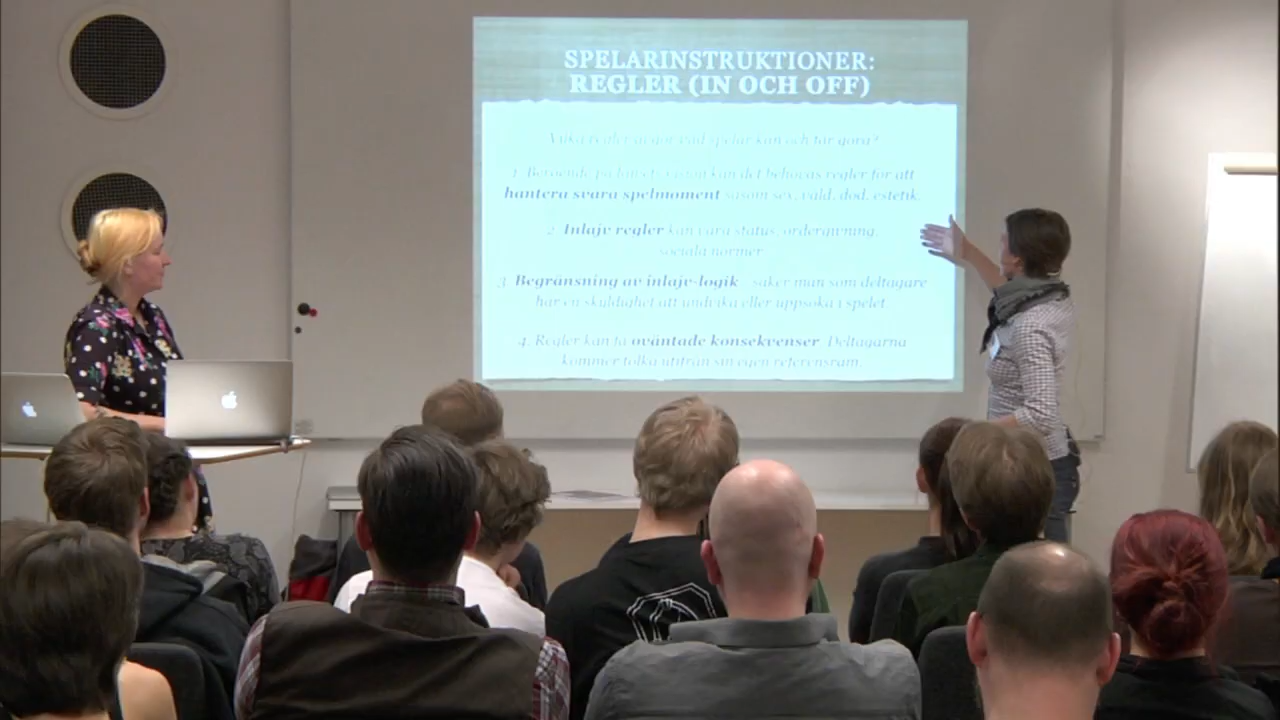 SPELARINSTRUKTIONER:
REGLER (IN OCH OFF)
Vilka regler avgör vad spelar kan och får göra?
1. Beroende på lajvets vision kan det behövas regler för att
hantera svåra spelmoment såsom sex, våld, död, estetik.
2. Inlajv regler kan vara status, ordergivning,
sociala normer
3. Begränsning av inlajv-logik - saker man som deltagare
har en skyldighet att undvika eller uppsöka i spelet
4. Regler kan få oväntade konsekvenser. Deltagarna
kommer tolka utifrån sin egen referensram.